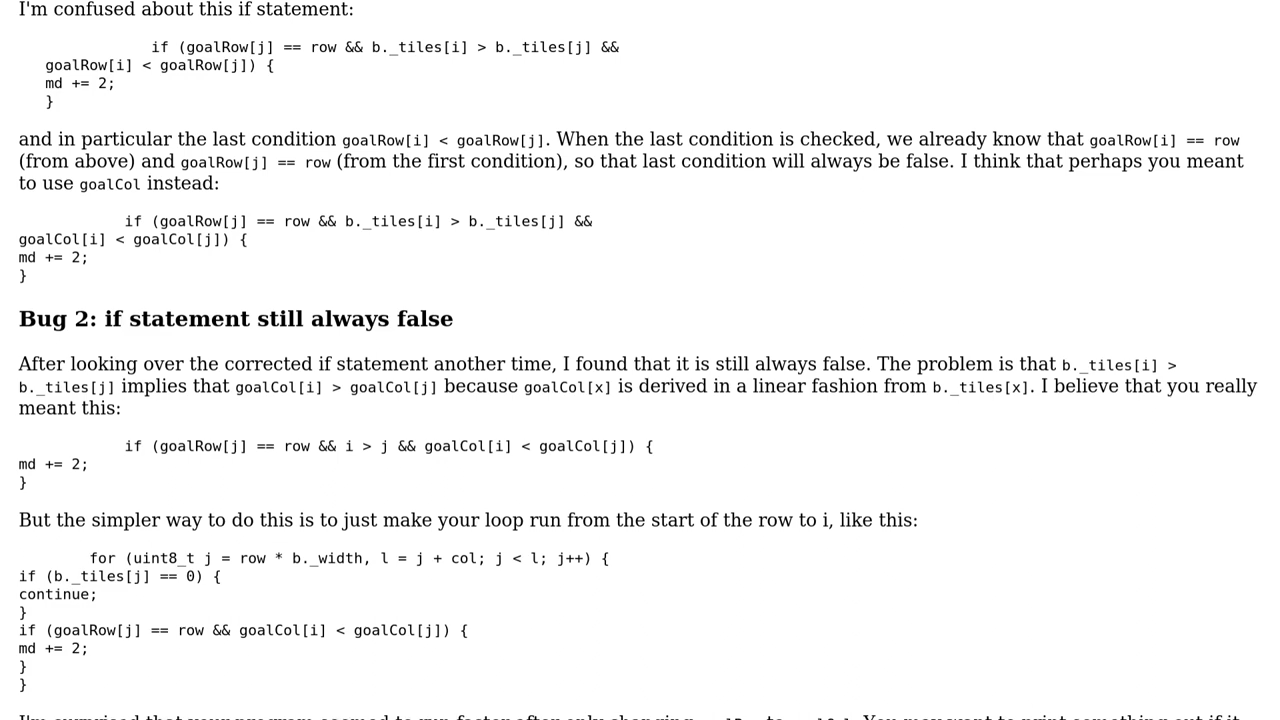 I'm confused about this if statement:
if (goalRow[j] == row && b._tiles[i] > b._tiles[j] &&
goalRow[i] < goalRow[j]) {
md += 2;
}
and in particular the last condition goalRow[i] < goalRow[j]. When the last condition is checked, we already know that goalRow[i] == row
(from above) and goalRow[j] == row (from the first condition), so that last condition will always be false. I think that perhaps you meant
to use goalCol instead:
if (goalRow[j] == row && b._tiles[i] > b._tiles[j] &&
goalCol[i] < goalCol[j]) {
md += 2;
}
Bug 2: if statement still always false
After looking over the corrected if statement another time, I found that it is still always false. The problem is that b._tiles[i] >
b._tiles[j] implies that goalCol[i] > goalCol[j] because goalCol[x] is derived in a linear fashion from b._tiles[x]. I believe that you really
meant this:
if (goalRow[j] == row && i > j && goalCol[i] < goalCol[j]) {
md += 2;
}
But the simpler way to do this is to just make your loop run from the start of the row to i, like this:
for (uint8_t j = row * b._width, l = j + col; j < l; j++) {
if (b._tiles[j] == 0) {
continue;
}
if (goalRow[j] == row && goalCol[i] < goalCol[j]) {
md += 2;
}
}